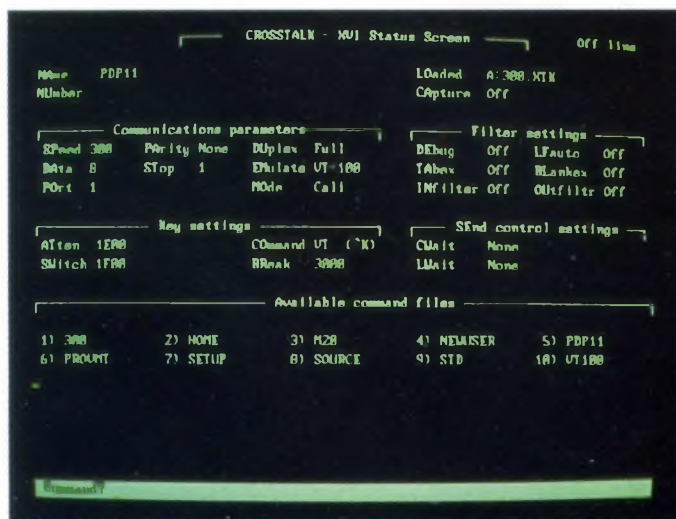 CROSSTALK - XVI Status Screen Off line
NAme PDP11 LOaded A:300.XTK
NUmber CApture Off
Communications parameters Filter settings
SPeed 300 PArity None DUplex Full DEbug Off LFauto Off
DAta 8 STop 1 EMulate VT-100 TAbex Off BLankex Off
POrt 1 MOde Call INfilter Off OUtfiltr Off
Key settings SEnd control settings
ATten 1E00 COmmand VT (^K) CWait None
SWitch 1F00 BReak 3000 LWait None
Available command files
1) 300 2) HOME 3) M20 4) NEWUSER 5) PDP11
6) PROVMT 7) SETUP 8) SOURCE 9) STD 10) VT100
Command?